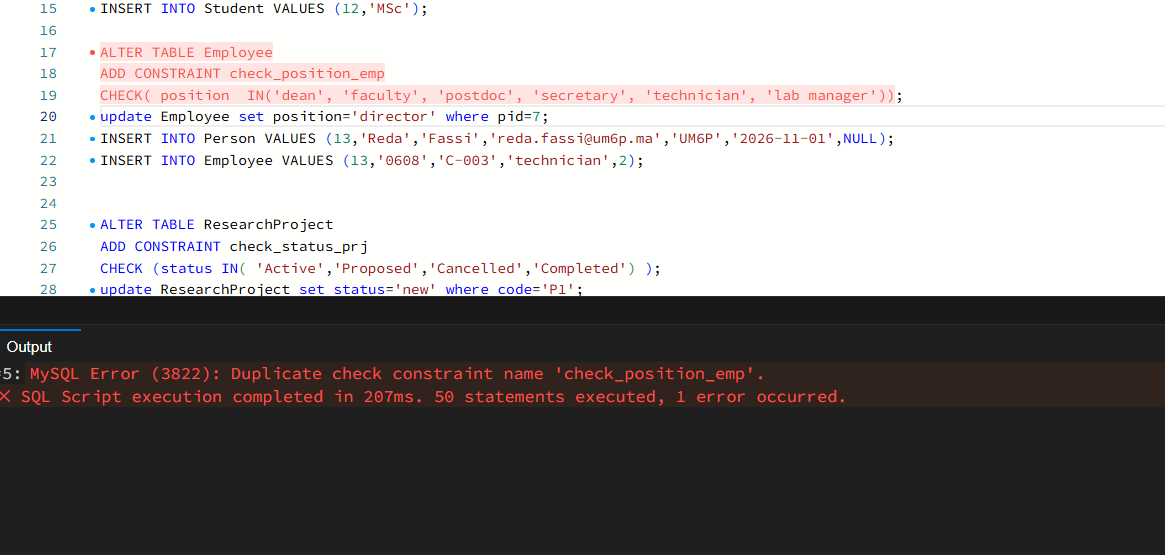 15 INSERT INTO Student VALUES (12,'MSc');
16
17 ALTER TABLE Employee
18 ADD CONSTRAINT check_position_emp
19 CHECK( position  IN('dean', 'faculty', 'postdoc', 'secretary', 'technician', 'lab manager'));
20 update Employee set position='director' where pid=7;
21 INSERT INTO Person VALUES (13,'Reda','Fassi','reda.fassi@um6p.ma','UM6P','2026-11-01',NULL);
22 INSERT INTO Employee VALUES (13,'0608','C-003','technician',2);
23
24
25 ALTER TABLE ResearchProject
26 ADD CONSTRAINT check_status_prj
27 CHECK (status IN( 'Active','Proposed','Cancelled','Completed') );
28 update ResearchProject set status='new' where code='P1';
Output
5: MySQL Error (3822): Duplicate check constraint name 'check_position_emp'.
✕ SQL Script execution completed in 207ms. 50 statements executed, 1 error occurred.